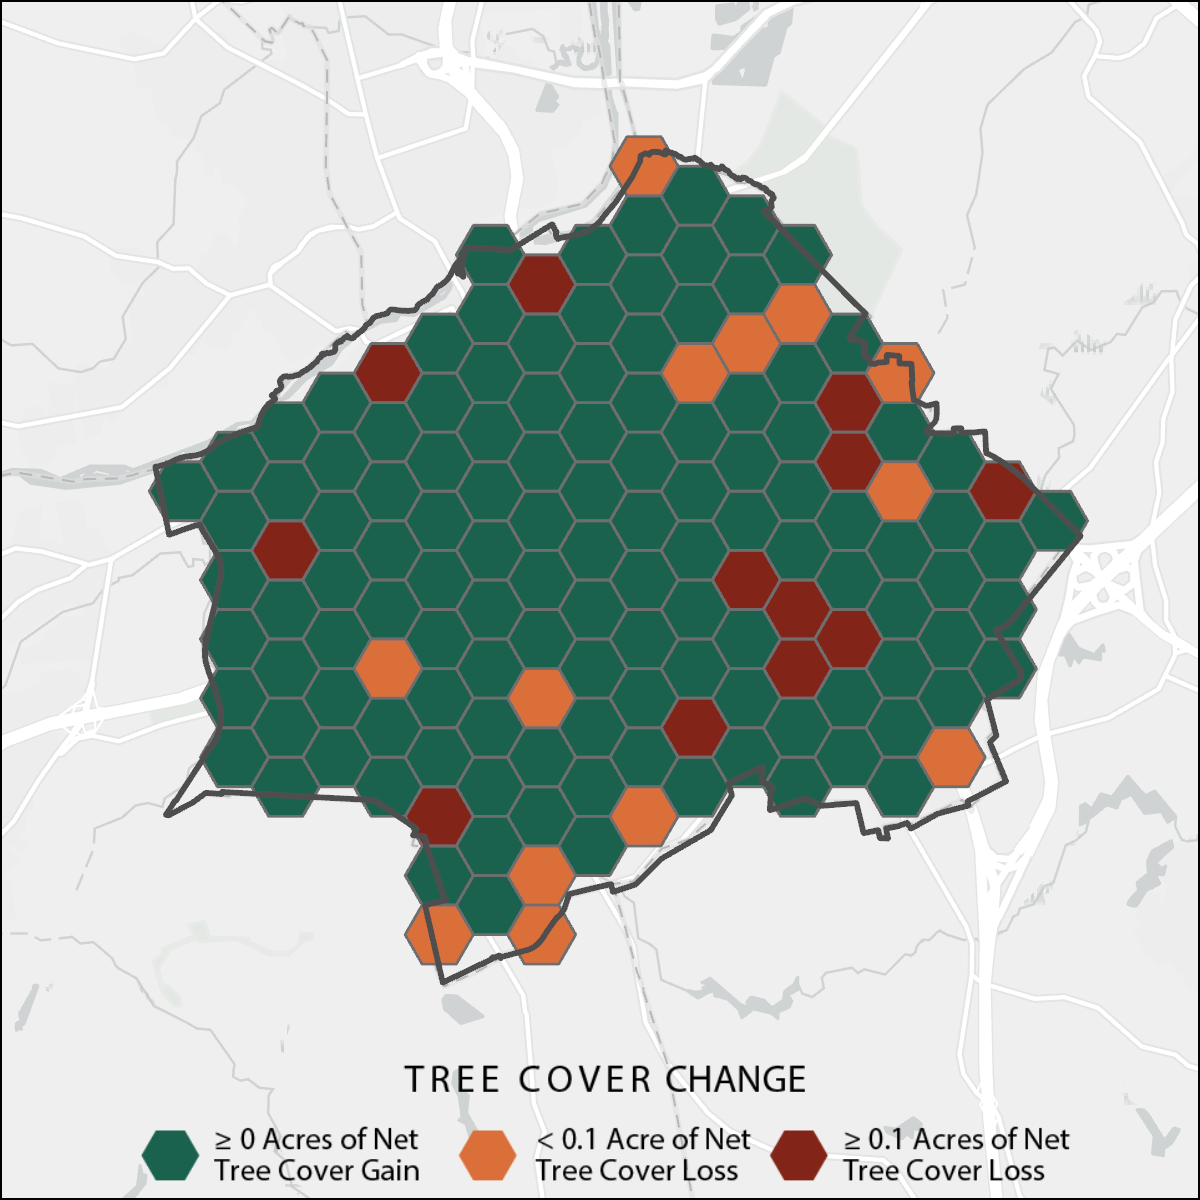 TREE COVER CHANGE
≥ 0 Acres of Net
Tree Cover Gain
< 0.1 Acre of Net
Tree Cover Loss
≥ 0.1 Acres of Net
Tree Cover Loss